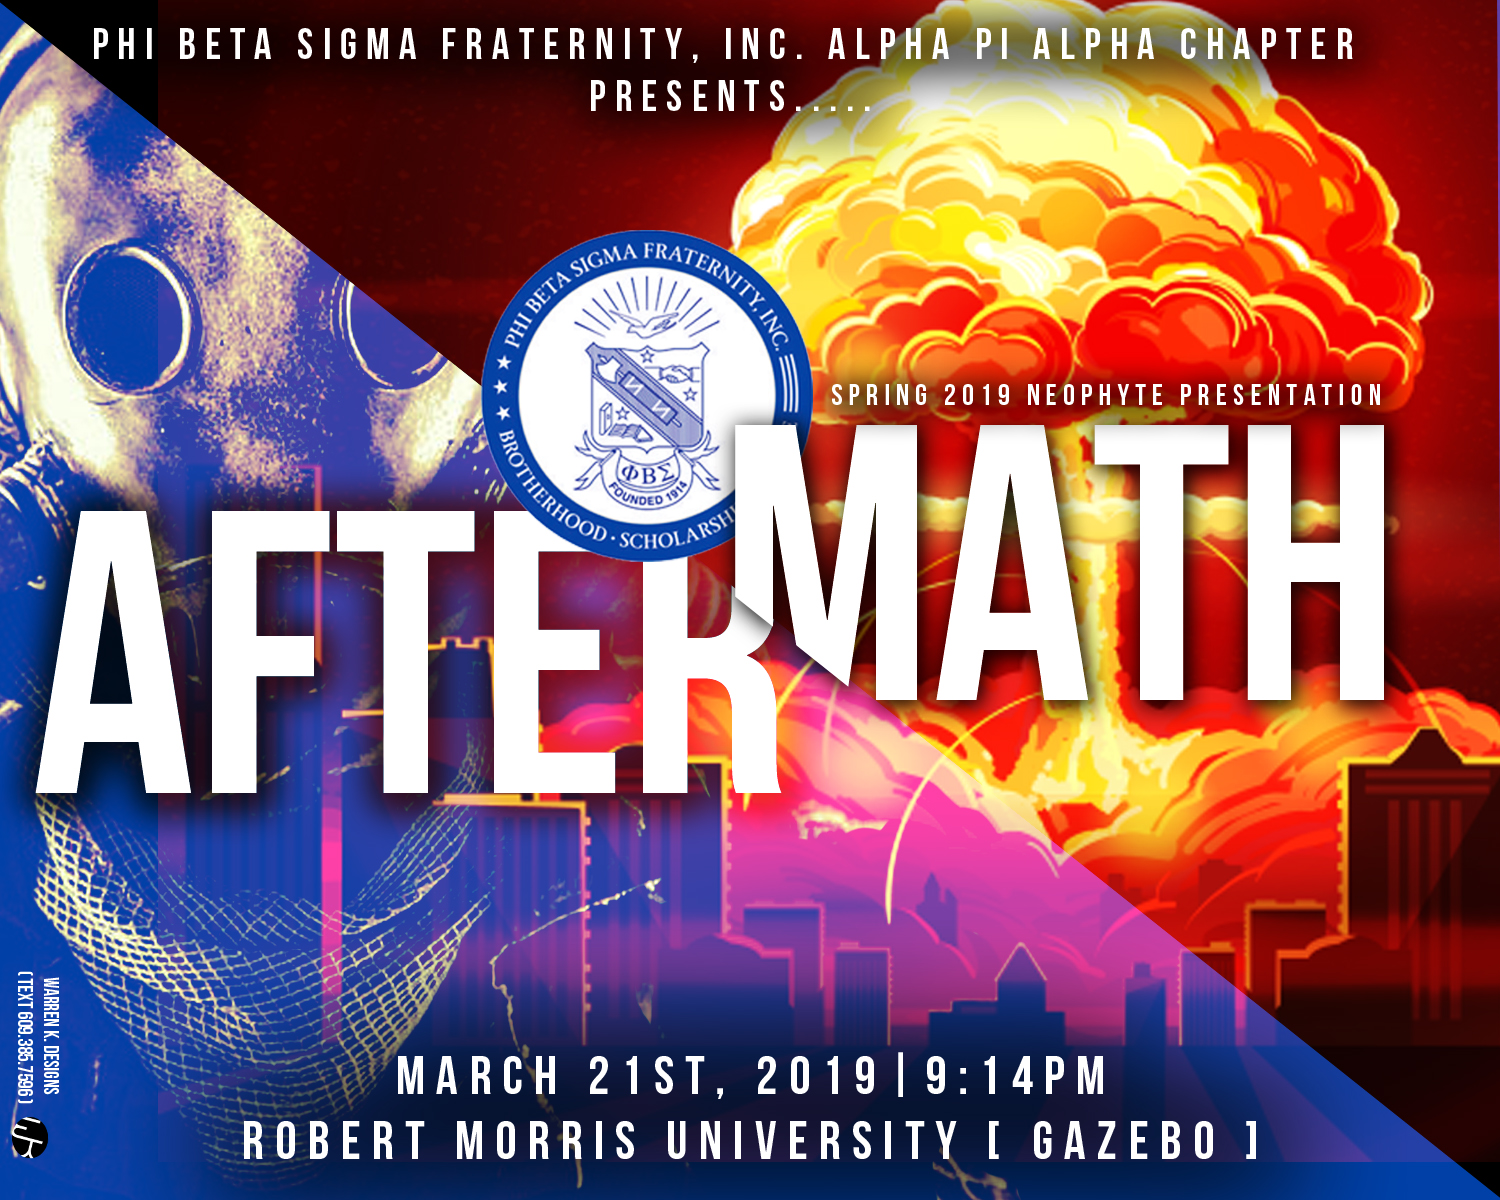 PHI BETA SIGMA FRATERNITY, INC. ALPHA PI ALPHA CHAPTER
PRESENTS.....
PHI BETA SIGMA FRATERNITY, INC.
BROTHERHOOD · SCHOLARSHIP
ΦΒΣ
FOUNDED 1914
SPRING 2019 NEOPHYTE PRESENTATION
AFTERMATH
WARREN K. DESIGNS
( TEXT 609.385.7596 )
MARCH 21ST, 2019|9:14PM
ROBERT MORRIS UNIVERSITY [ GAZEBO ]